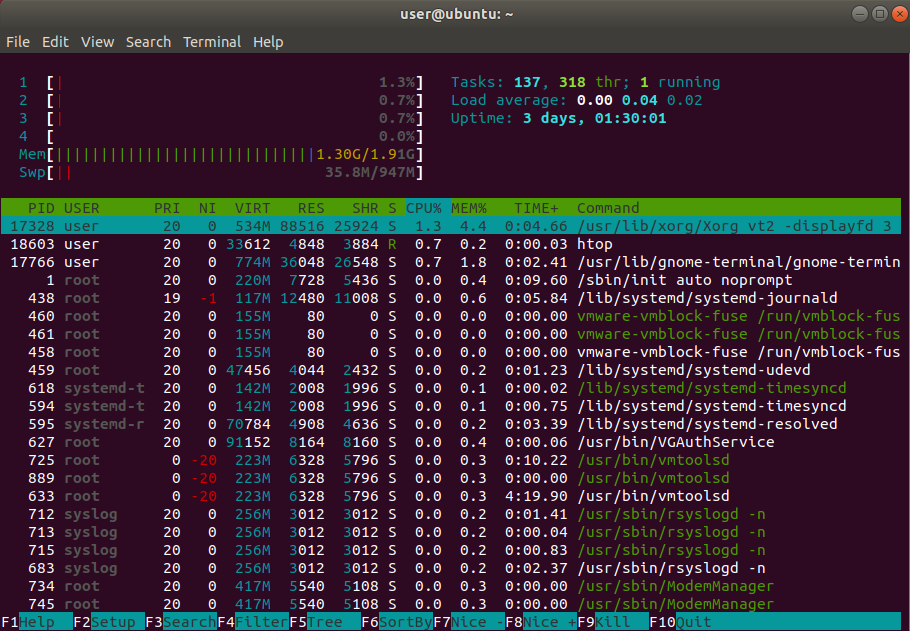 user@ubuntu: ~
File Edit View Search Terminal Help
1 [| 1.3%] Tasks: 137, 318 thr; 1 running
2 [| 0.7%] Load average: 0.00 0.04 0.02
3 [| 0.7%] Uptime: 3 days, 01:30:01
4 [ 0.0%]
Mem[|||||||||||||||||||||||||||||1.30G/1.91G]
Swp[|| 35.8M/947M]
PID USER PRI NI VIRT RES SHR S CPU% MEM% TIME+ Command
17328 user 20 0 534M 88516 25924 S 1.3 4.4 0:04.66 /usr/lib/xorg/Xorg vt2 -displayfd 3
18603 user 20 0 33612 4848 3884 R 0.7 0.2 0:00.03 htop
17766 user 20 0 774M 36048 26548 S 0.7 1.8 0:02.41 /usr/lib/gnome-terminal/gnome-termin
1 root 20 0 220M 7728 5436 S 0.0 0.4 0:09.60 /sbin/init auto noprompt
438 root 19 -1 117M 12480 11008 S 0.0 0.6 0:05.84 /lib/systemd/systemd-journald
460 root 20 0 155M 80 0 S 0.0 0.0 0:00.00 vmware-vmblock-fuse /run/vmblock-fus
461 root 20 0 155M 80 0 S 0.0 0.0 0:00.00 vmware-vmblock-fuse /run/vmblock-fus
458 root 20 0 155M 80 0 S 0.0 0.0 0:00.00 vmware-vmblock-fuse /run/vmblock-fus
459 root 20 0 47456 4044 2432 S 0.0 0.2 0:01.23 /lib/systemd/systemd-udevd
618 systemd-t 20 0 142M 2008 1996 S 0.0 0.1 0:00.02 /lib/systemd/systemd-timesyncd
594 systemd-t 20 0 142M 2008 1996 S 0.0 0.1 0:00.75 /lib/systemd/systemd-timesyncd
595 systemd-r 20 0 70784 4908 4636 S 0.0 0.2 0:03.39 /lib/systemd/systemd-resolved
627 root 20 0 91152 8164 8160 S 0.0 0.4 0:00.06 /usr/bin/VGAuthService
725 root 0 -20 223M 6328 5796 S 0.0 0.3 0:10.22 /usr/bin/vmtoolsd
889 root 0 -20 223M 6328 5796 S 0.0 0.3 0:00.00 /usr/bin/vmtoolsd
633 root 0 -20 223M 6328 5796 S 0.0 0.3 4:19.90 /usr/bin/vmtoolsd
712 syslog 20 0 256M 3012 3012 S 0.0 0.2 0:01.41 /usr/sbin/rsyslogd -n
713 syslog 20 0 256M 3012 3012 S 0.0 0.2 0:00.04 /usr/sbin/rsyslogd -n
715 syslog 20 0 256M 3012 3012 S 0.0 0.2 0:00.83 /usr/sbin/rsyslogd -n
683 syslog 20 0 256M 3012 3012 S 0.0 0.2 0:02.37 /usr/sbin/rsyslogd -n
734 root 20 0 417M 5540 5108 S 0.0 0.3 0:00.00 /usr/sbin/ModemManager
745 root 20 0 417M 5540 5108 S 0.0 0.3 0:00.00 /usr/sbin/ModemManager
F1Help F2Setup F3SearchF4FilterF5Tree F6SortByF7Nice -F8Nice +F9Kill F10Quit